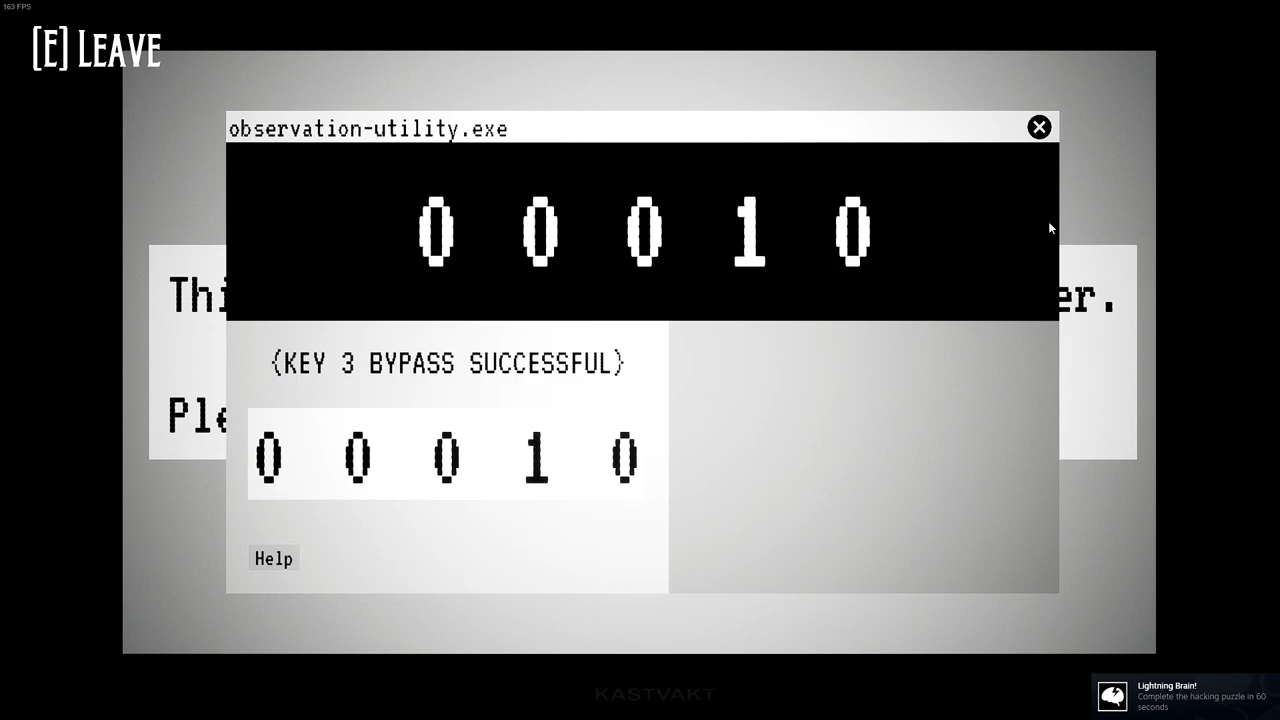 163 FPS
[E] LEAVE
observation-utility.exe
0 0 0 1 0
Thi er.
{KEY 3 BYPASS SUCCESSFUL}
Ple
0 0 0 1 0
Help
KASTVAKT
Lightning Brain!
Complete the hacking puzzle in 60
seconds